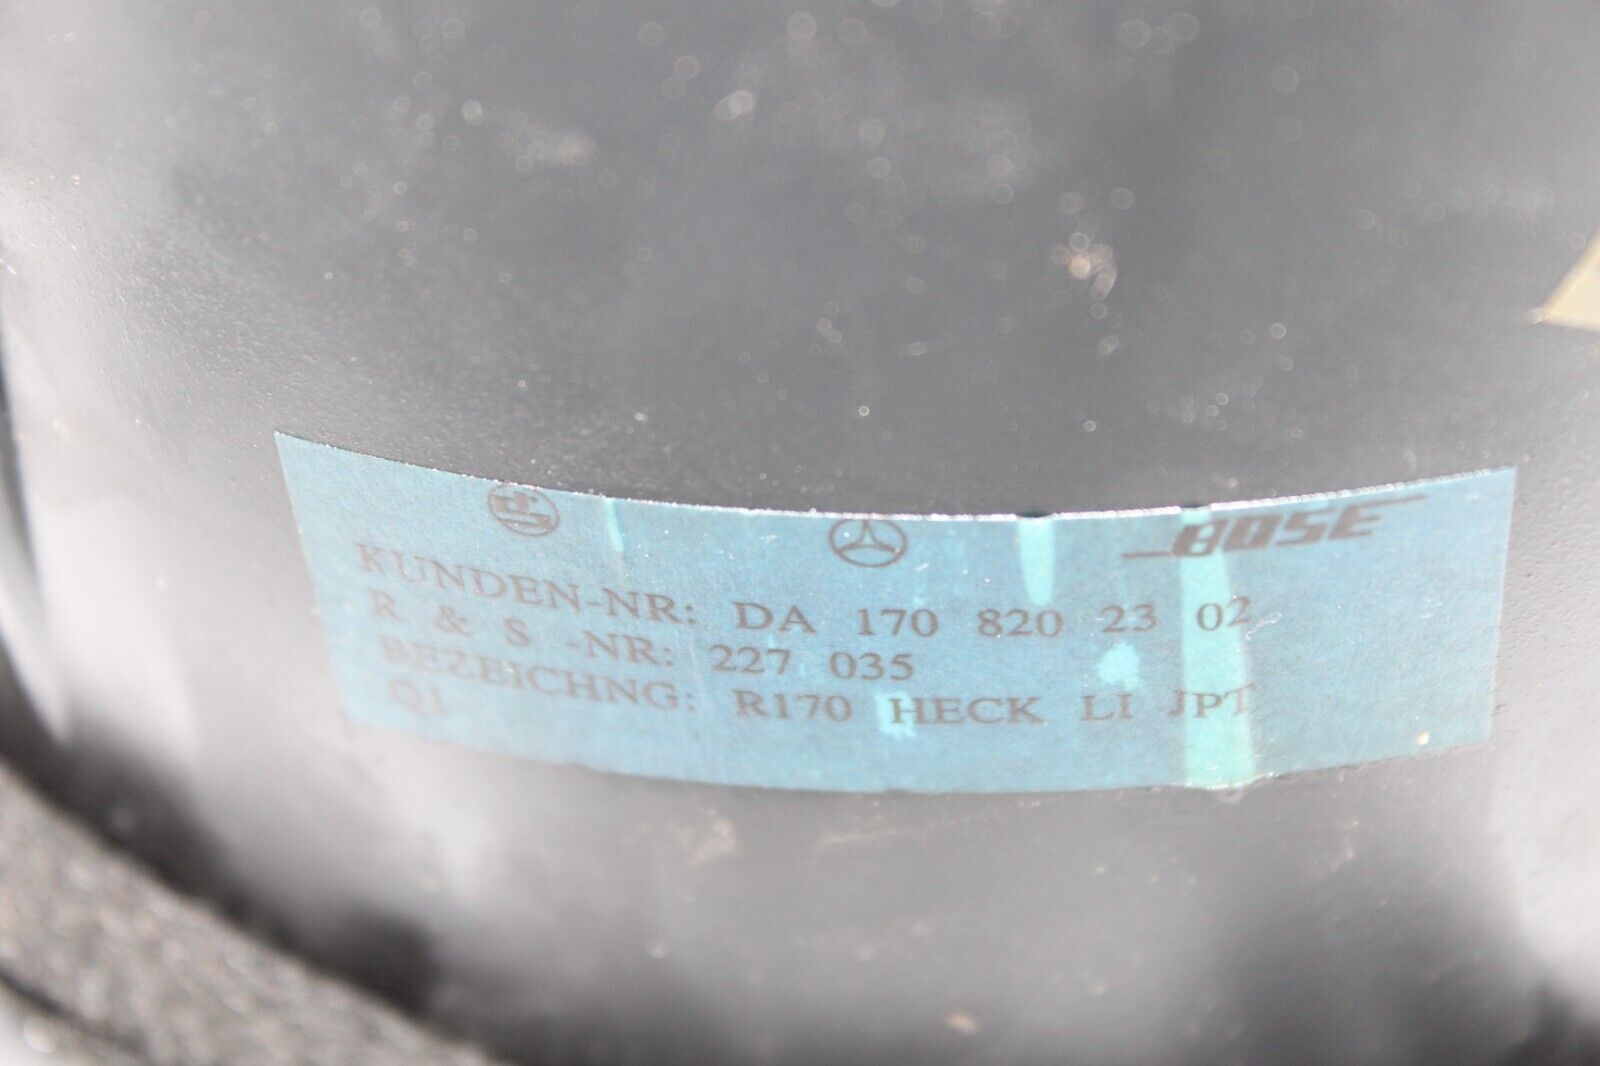 BOSE
KUNDEN-NR: DA 170 820 23 02
R & S -NR: 227 035
BEZEICHNG: R170 HECK LI JPT
Q1